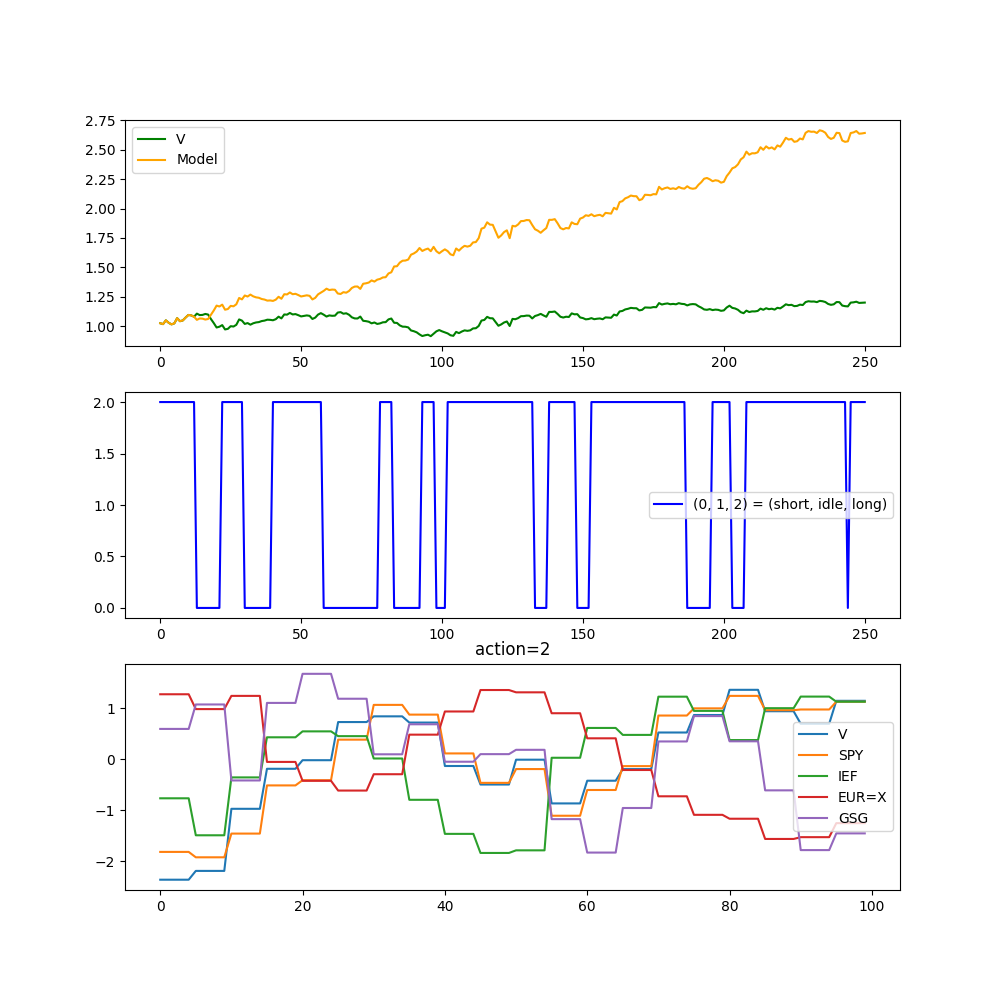 2.75
2.50
2.25
2.00
1.75
1.50
1.25
1.00
V
Model
0 50 100 150 200 250
2.0
1.5
1.0
0.5
0.0
(0, 1, 2) = (short, idle, long)
0 50 100 150 200 250
action=2
1
0
−1
−2
V
SPY
IEF
EUR=X
GSG
0 20 40 60 80 100